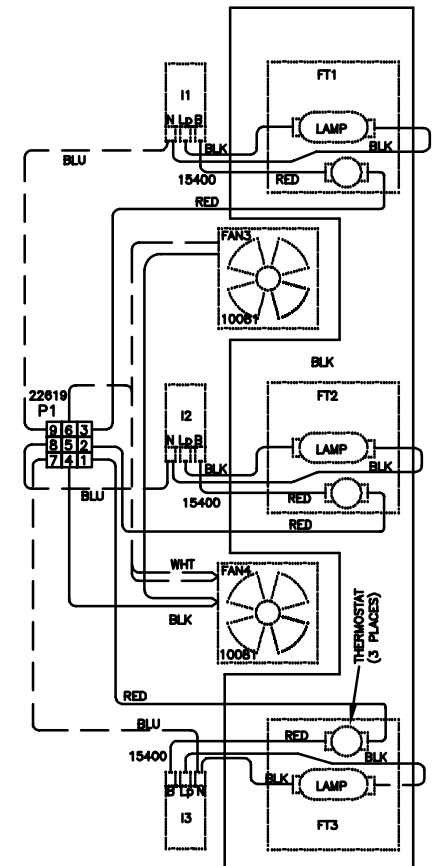 FT1
I1
N Lp B
LAMP
BLK
BLK
BLU
15400
RED
RED
FAN3
10081
BLK
22619
P1
FT2
I2
9 6 3
8 5 2
7 4 1
N Lp B
LAMP
BLK
BLK
BLU
RED
15400
RED
WHT
FAN4
BLK
10081
THERMOSTAT
(3 PLACES)
RED
BLU
RED
15400
BLK
B Lp N
BLK
LAMP
I3
FT3